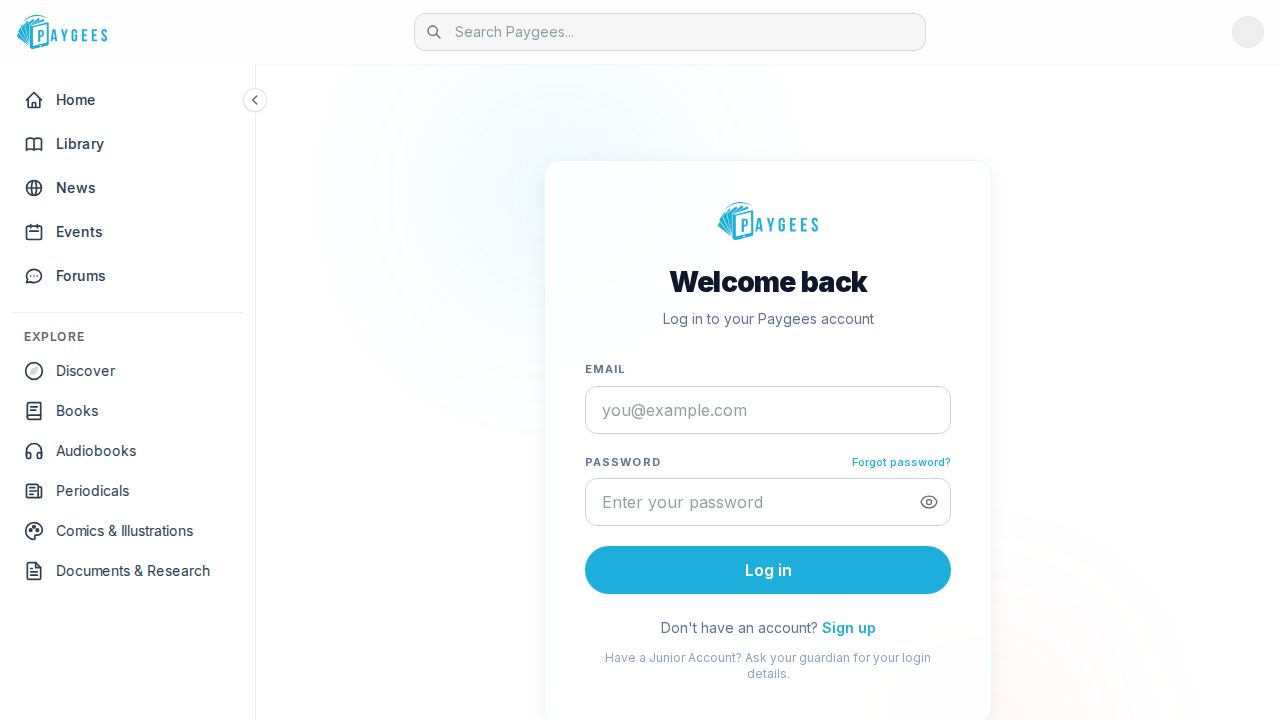 PAYGEES
Search Paygees...
Home
Library
News
Events
Forums
EXPLORE
Discover
Books
Audiobooks
Periodicals
Comics & Illustrations
Documents & Research
PAYGEES
Welcome back
Log in to your Paygees account
EMAIL
you@example.com
PASSWORD
Forgot password?
Enter your password
Log in
Don't have an account? Sign up
Have a Junior Account? Ask your guardian for your login
details.